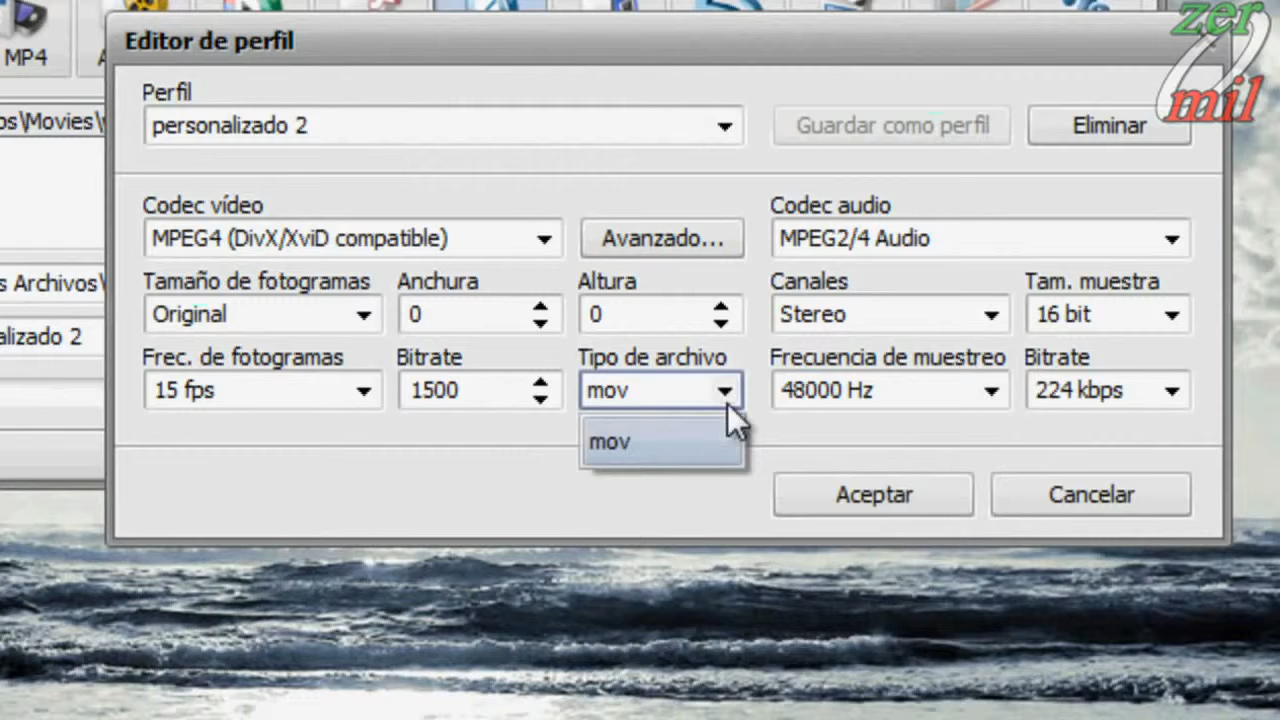 zer
mil
MP4
Editor de perfil
Perfil
os\Movies\
personalizado 2
Guardar como perfil
Eliminar
Codec vídeo
Codec audio
MPEG4 (DivX/XviD compatible)
Avanzado...
MPEG2/4 Audio
s Archivos\
Tamaño de fotogramas
Anchura
Altura
Canales
Tam. muestra
Original
0
0
Stereo
16 bit
alizado 2
Frec. de fotogramas
Bitrate
Tipo de archivo
Frecuencia de muestreo
Bitrate
15 fps
1500
mov
48000 Hz
224 kbps
mov
Aceptar
Cancelar